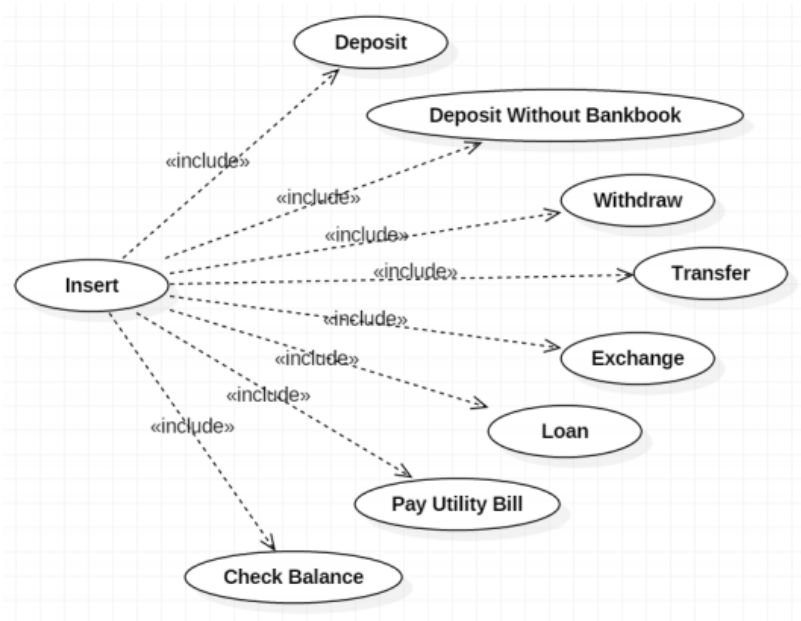 Deposit
Deposit Without Bankbook
«include»
«include»
Withdraw
«include»
«include»
Transfer
Insert
«include»
Exchange
«include»
«include»
«include»
Loan
Pay Utility Bill
Check Balance